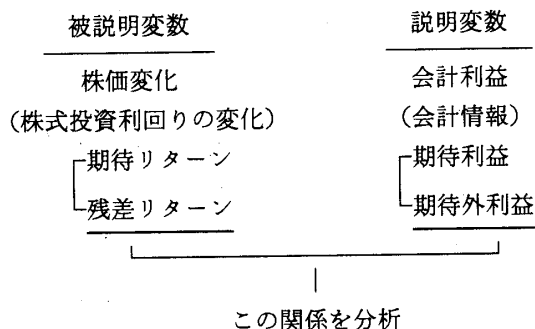 被説明変数 説明変数
株価変化 会計利益
(株式投資利回りの変化) (会計情報)
期待リターン 期待利益
残差リターン 期待外利益
この関係を分析